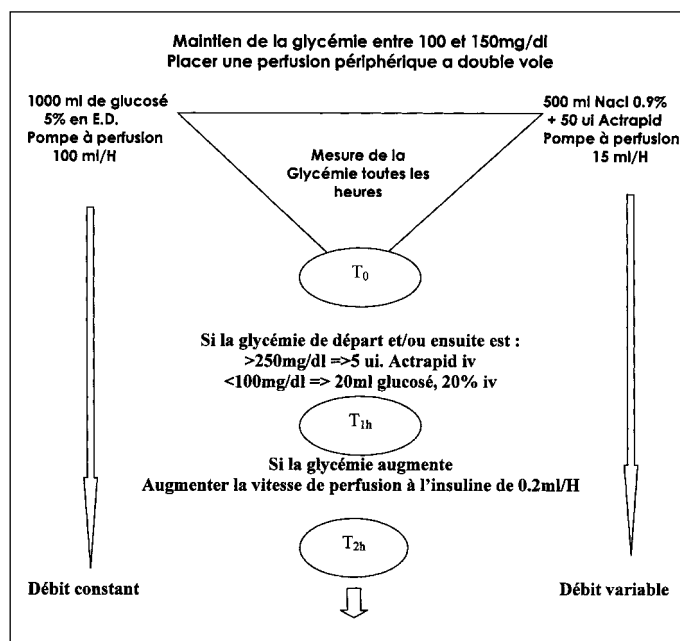 Maintien de la glycémie entre 100 et 150mg/dl
Placer une perfusion périphérique a double voie
1000 ml de glucosé
5% en E.D.
Pompe à perfusion
100 ml/H
500 ml Nacl 0.9%
+ 50 ui Actrapid
Pompe à perfusion
15 ml/H
Mesure de la
Glycémie toutes les
heures
T0
Si la glycémie de départ et/ou ensuite est :
>250mg/dl =>5 ui. Actrapid iv
<100mg/dl => 20ml glucosé, 20% iv
T1h
Si la glycémie augmente
Augmenter la vitesse de perfusion à l'insuline de 0.2ml/H
T2h
Débit constant
Débit variable